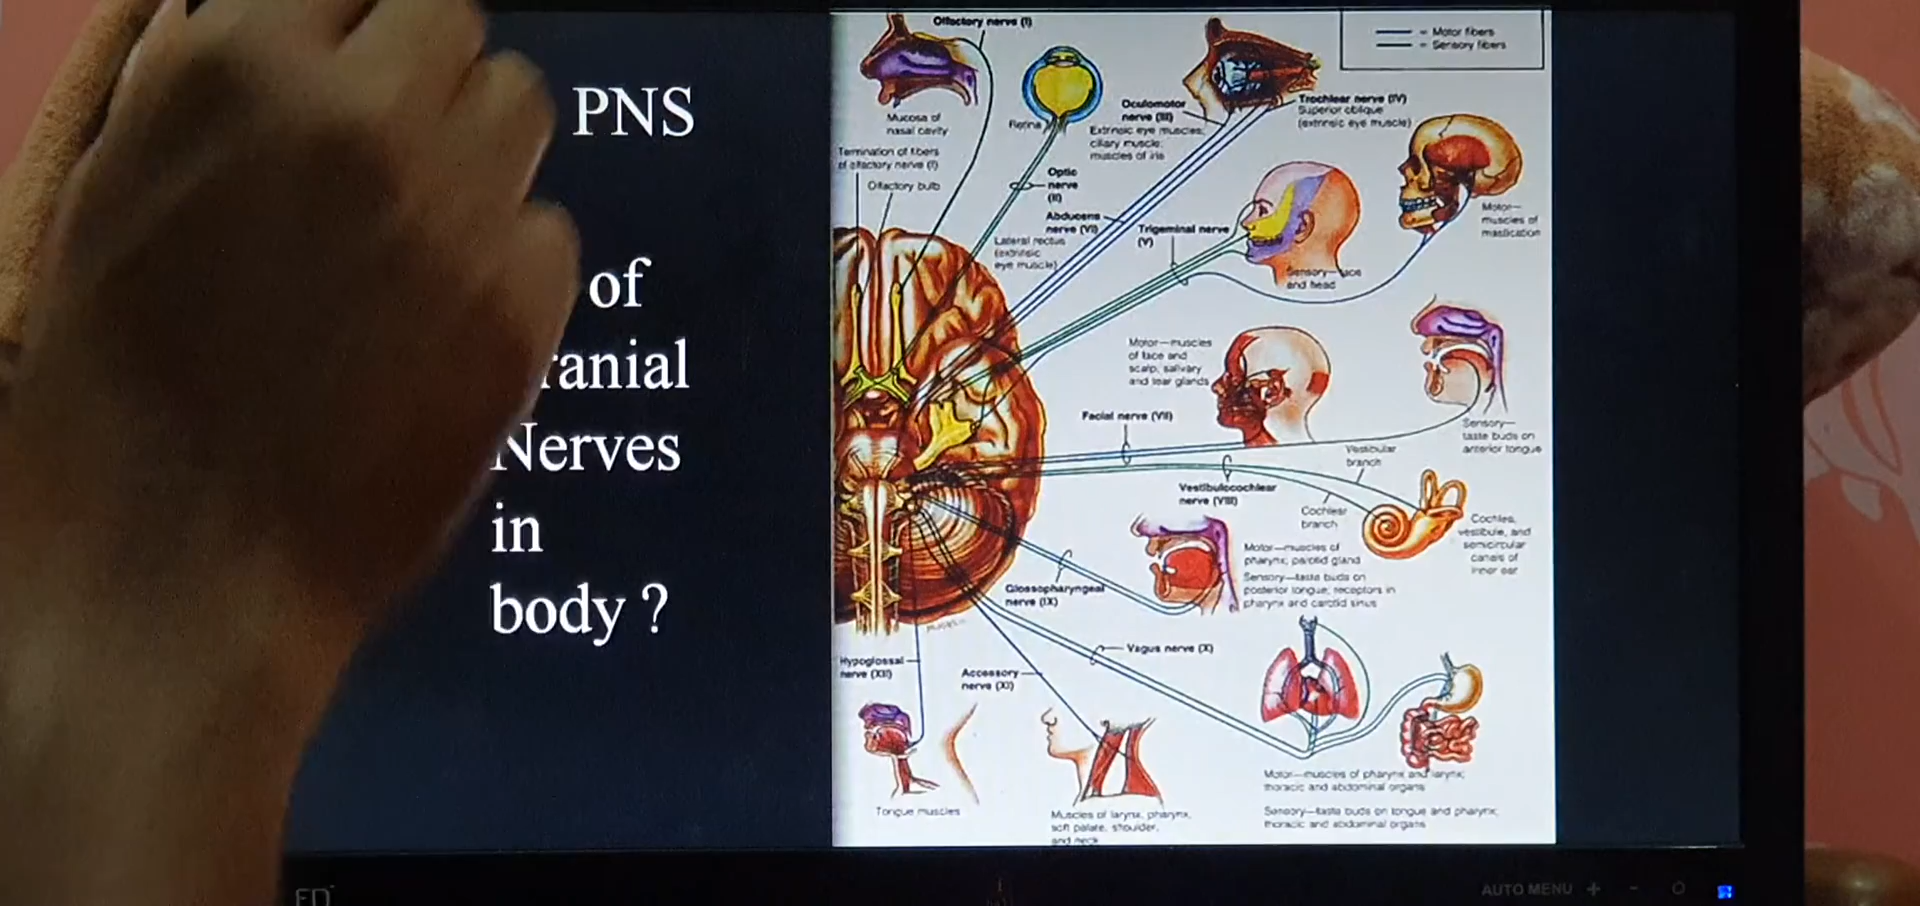 PNS
of
ranial
Nerves
in
body ?
Olfactory nerve (I)
= Motor fibers
= Sensory fibers
Mucosa of
nasal cavity
Termination of fibers
of olfactory nerve (I)
Olfactory bulb
Retina
Optic
nerve
(II)
Oculomotor
nerve (III)
Extrinsic eye muscles;
ciliary muscle;
muscles of iris
Trochlear nerve (IV)
Superior oblique
(extrinsic eye muscle)
Abducens
nerve (VI)
Lateral rectus
(extrinsic
eye muscle)
Trigeminal nerve
(V)
Sensory—face
and head
Motor—
muscles of
mastication
Motor—muscles
of face and
scalp, salivary
and tear glands
Facial nerve (VII)
Sensory—
taste buds on
anterior tongue
Vestibular
branch
Vestibulocochlear
nerve (VIII)
Cochlear
branch
Cochlea,
vestibule, and
semicircular
canals of
inner ear
Motor—muscles of
pharynx; parotid gland
Sensory—taste buds on
posterior tongue; receptors in
pharynx and carotid sinus
Glossopharyngeal
nerve (IX)
Vagus nerve (X)
Hypoglossal
nerve (XII)
Accessory
nerve (XI)
Tongue muscles
Muscles of larynx, pharynx,
soft palate, shoulder,
and neck
Motor—muscles of pharynx and larynx;
thoracic and abdominal organs
Sensory—taste buds on tongue and pharynx;
thoracic and abdominal organs
AUTO MENU + -